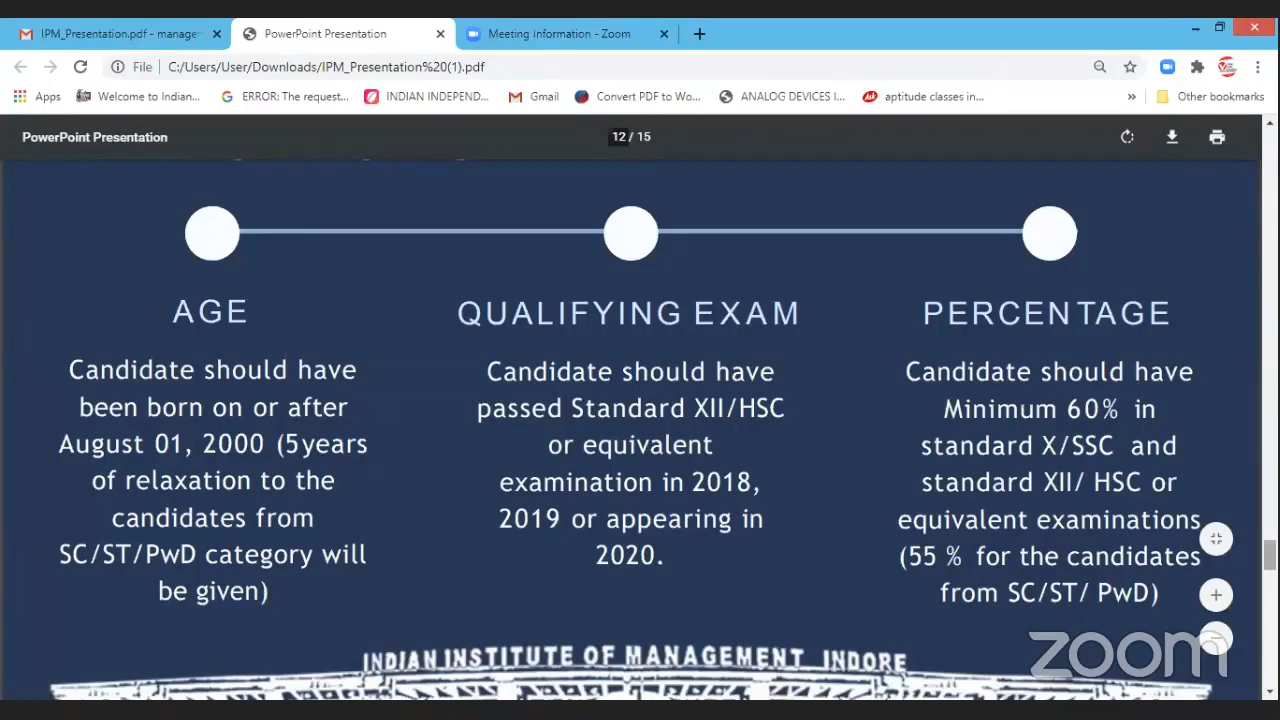 IPM_Presentation.pdf - manage
PowerPoint Presentation
Meeting Information - Zoom
File
C:/Users/User/Downloads/IPM_Presentation%20(1).pdf
Apps
Welcome to Indian...
ERROR: The request...
INDIAN INDEPEND...
Gmail
Convert PDF to Wo...
ANALOG DEVICES I...
aptitude classes in...
»
Other bookmarks
PowerPoint Presentation
12 / 15
AGE
Candidate should have
been born on or after
August 01, 2000 (5years
of relaxation to the
candidates from
SC/ST/PwD category will
be given)
QUALIFYING EXAM
Candidate should have
passed Standard XII/HSC
or equivalent
examination in 2018,
2019 or appearing in
2020.
PERCENTAGE
Candidate should have
Minimum 60% in
standard X/SSC and
standard XII/ HSC or
equivalent examinations
(55 % for the candidates
from SC/ST/ PwD)
INDIAN INSTITUTE OF MANAGEMENT INDORE
zoom